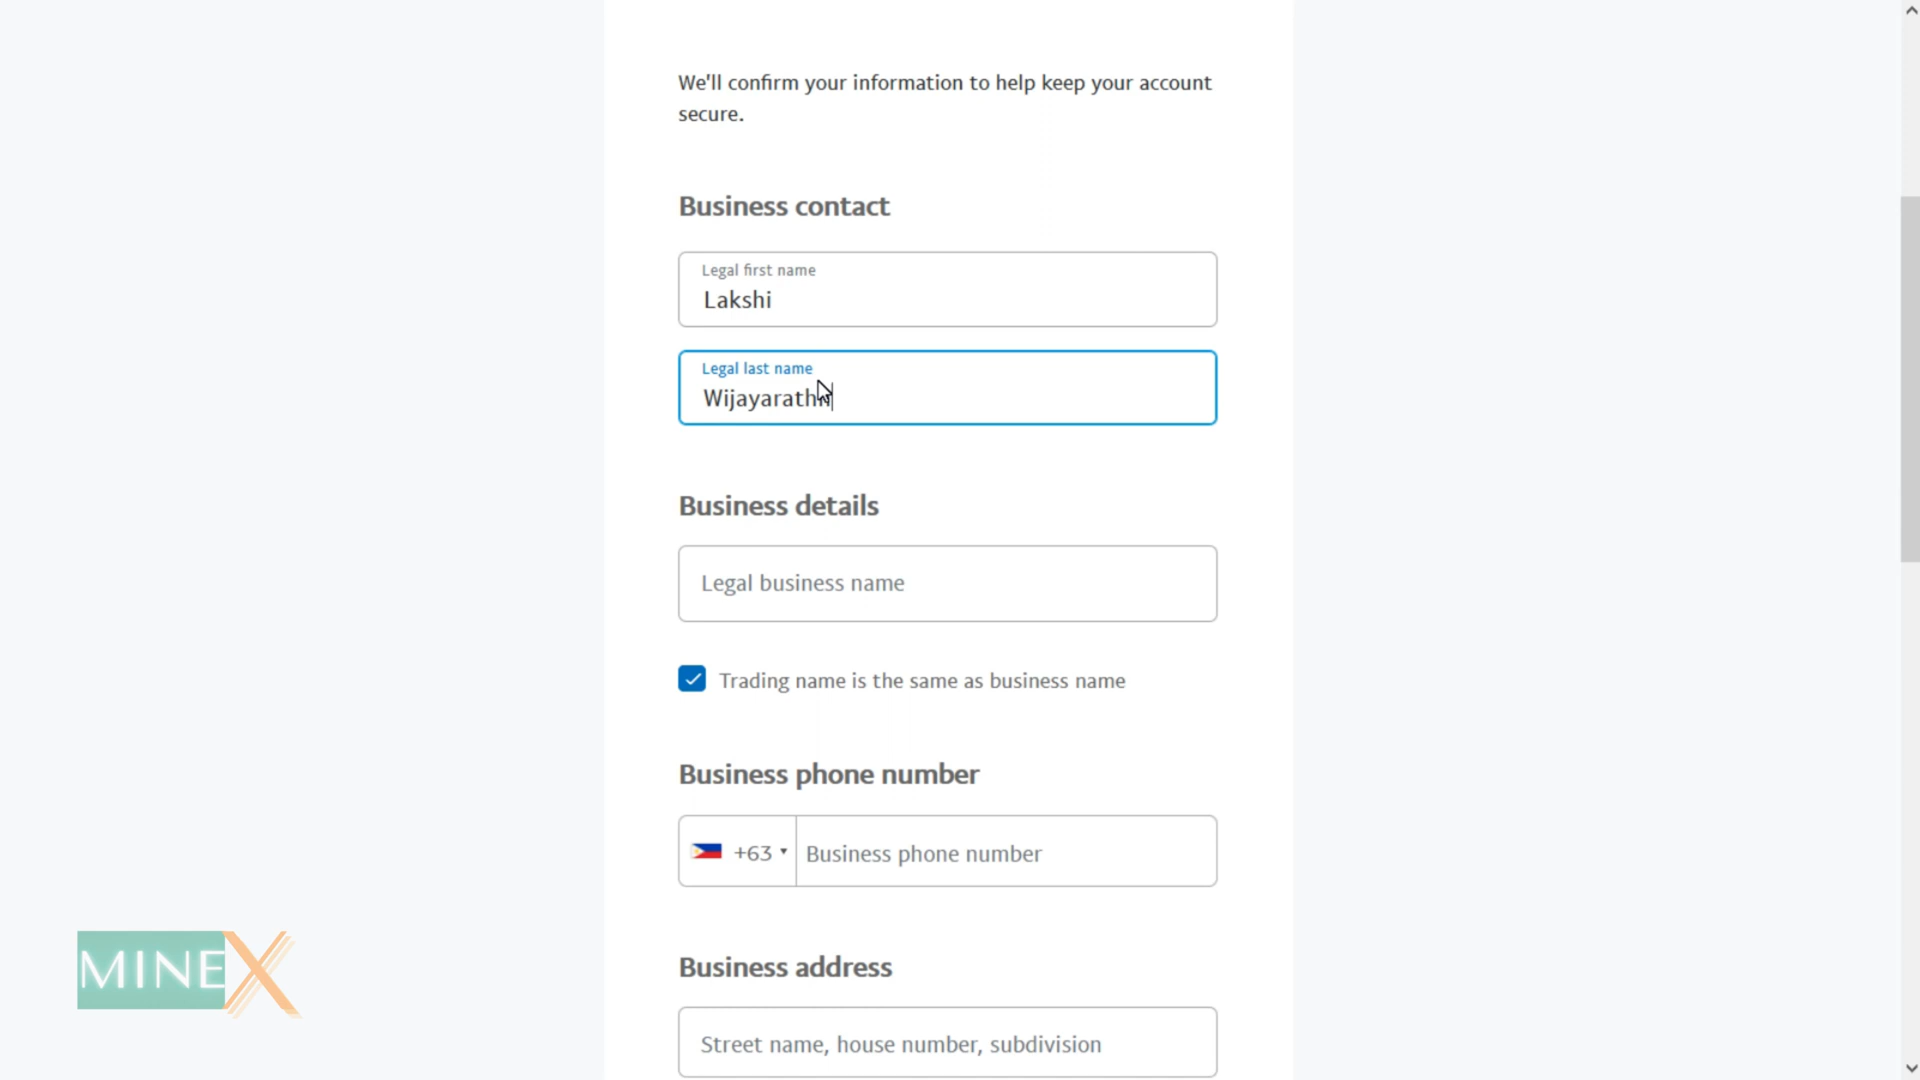 We'll confirm your information to help keep your account
secure.
Business contact
Legal first name
Lakshi
Legal last name
Wijayarathn
Business details
Legal business name
Trading name is the same as business name
Business phone number
+63 Business phone number
Business address
Street name, house number, subdivision
MINEX